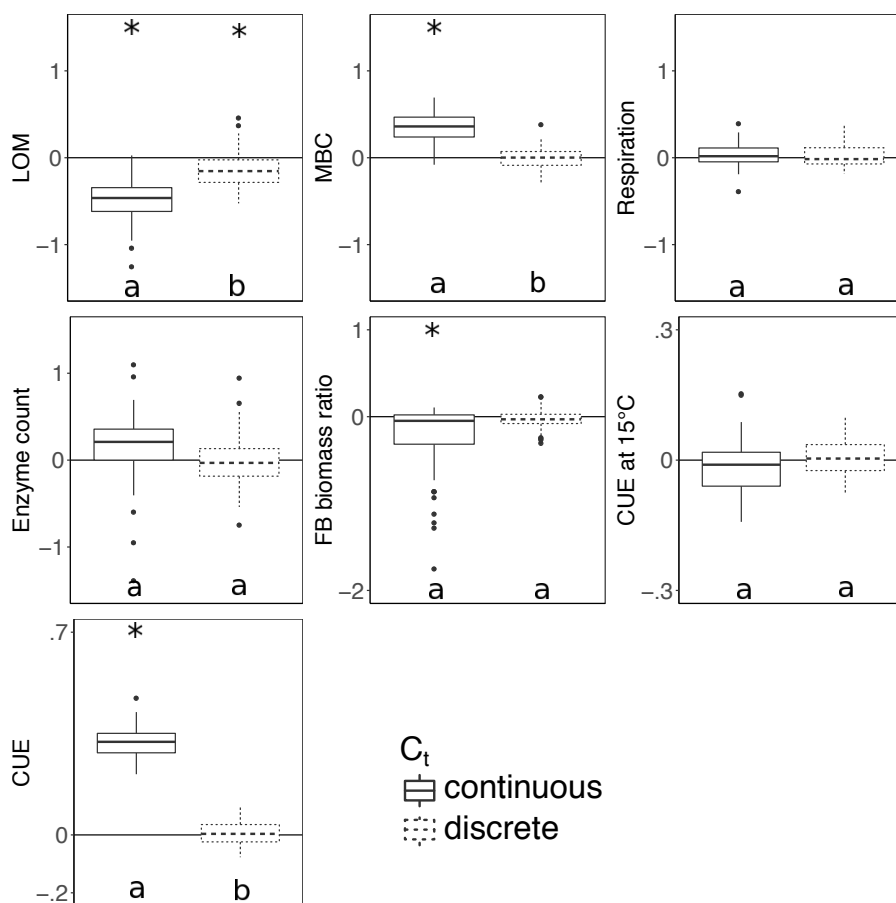 * *
1
LOM
0
−1
a b
*
1
MBC
0
−1
a b
1
Respiration
0
−1
a a
1
Enzyme count
0
−1
a a
1
*
FB biomass ratio
0
−2
a a
.3
CUE at 15°C
0
−.3
a a
.7
*
CUE
0
−.2
a b
Ct
continuous
discrete